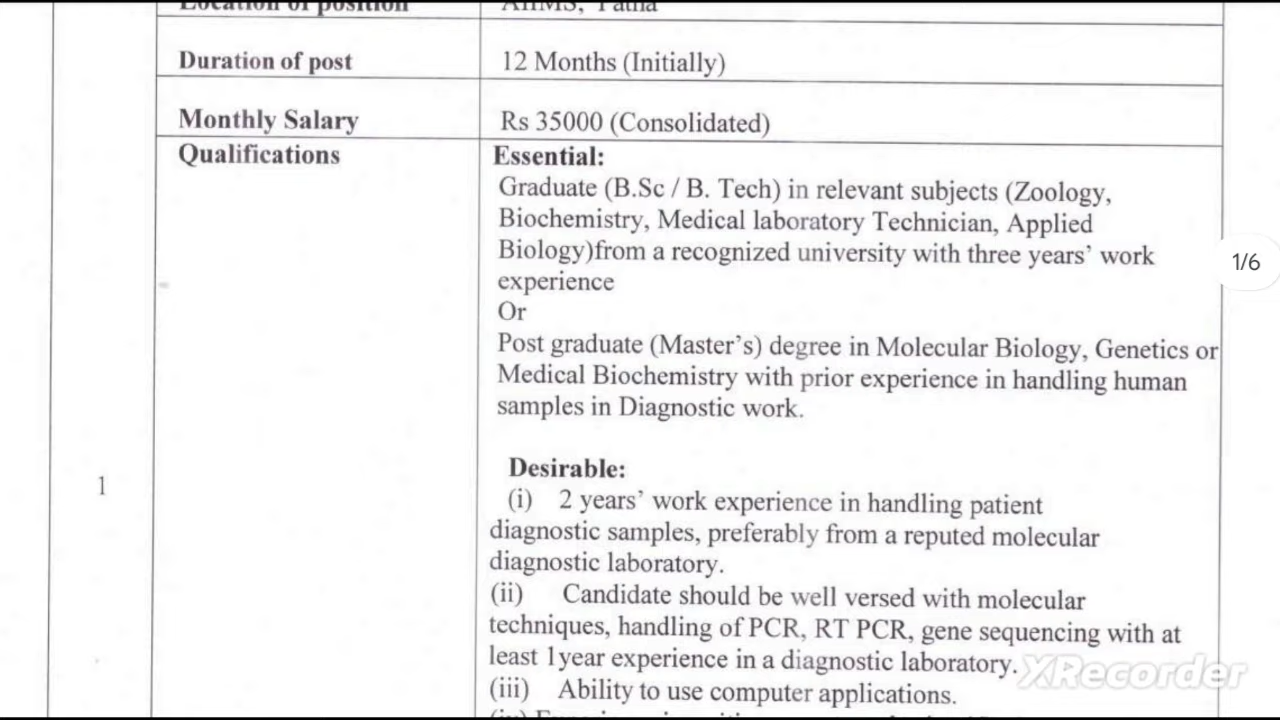 Location of position AIIMS, Patna
Duration of post 12 Months (Initially)
Monthly Salary Rs 35000 (Consolidated)
Qualifications Essential:
Graduate (B.Sc / B. Tech) in relevant subjects (Zoology,
Biochemistry, Medical laboratory Technician, Applied
Biology)from a recognized university with three years’ work
1/6
experience
Or
Post graduate (Master’s) degree in Molecular Biology, Genetics or
Medical Biochemistry with prior experience in handling human
samples in Diagnostic work.
Desirable:
1
(i) 2 years’ work experience in handling patient
diagnostic samples, preferably from a reputed molecular
diagnostic laboratory.
(ii) Candidate should be well versed with molecular
techniques, handling of PCR, RT PCR, gene sequencing with at
least 1year experience in a diagnostic laboratory.
XRecorder
(iii) Ability to use computer applications.